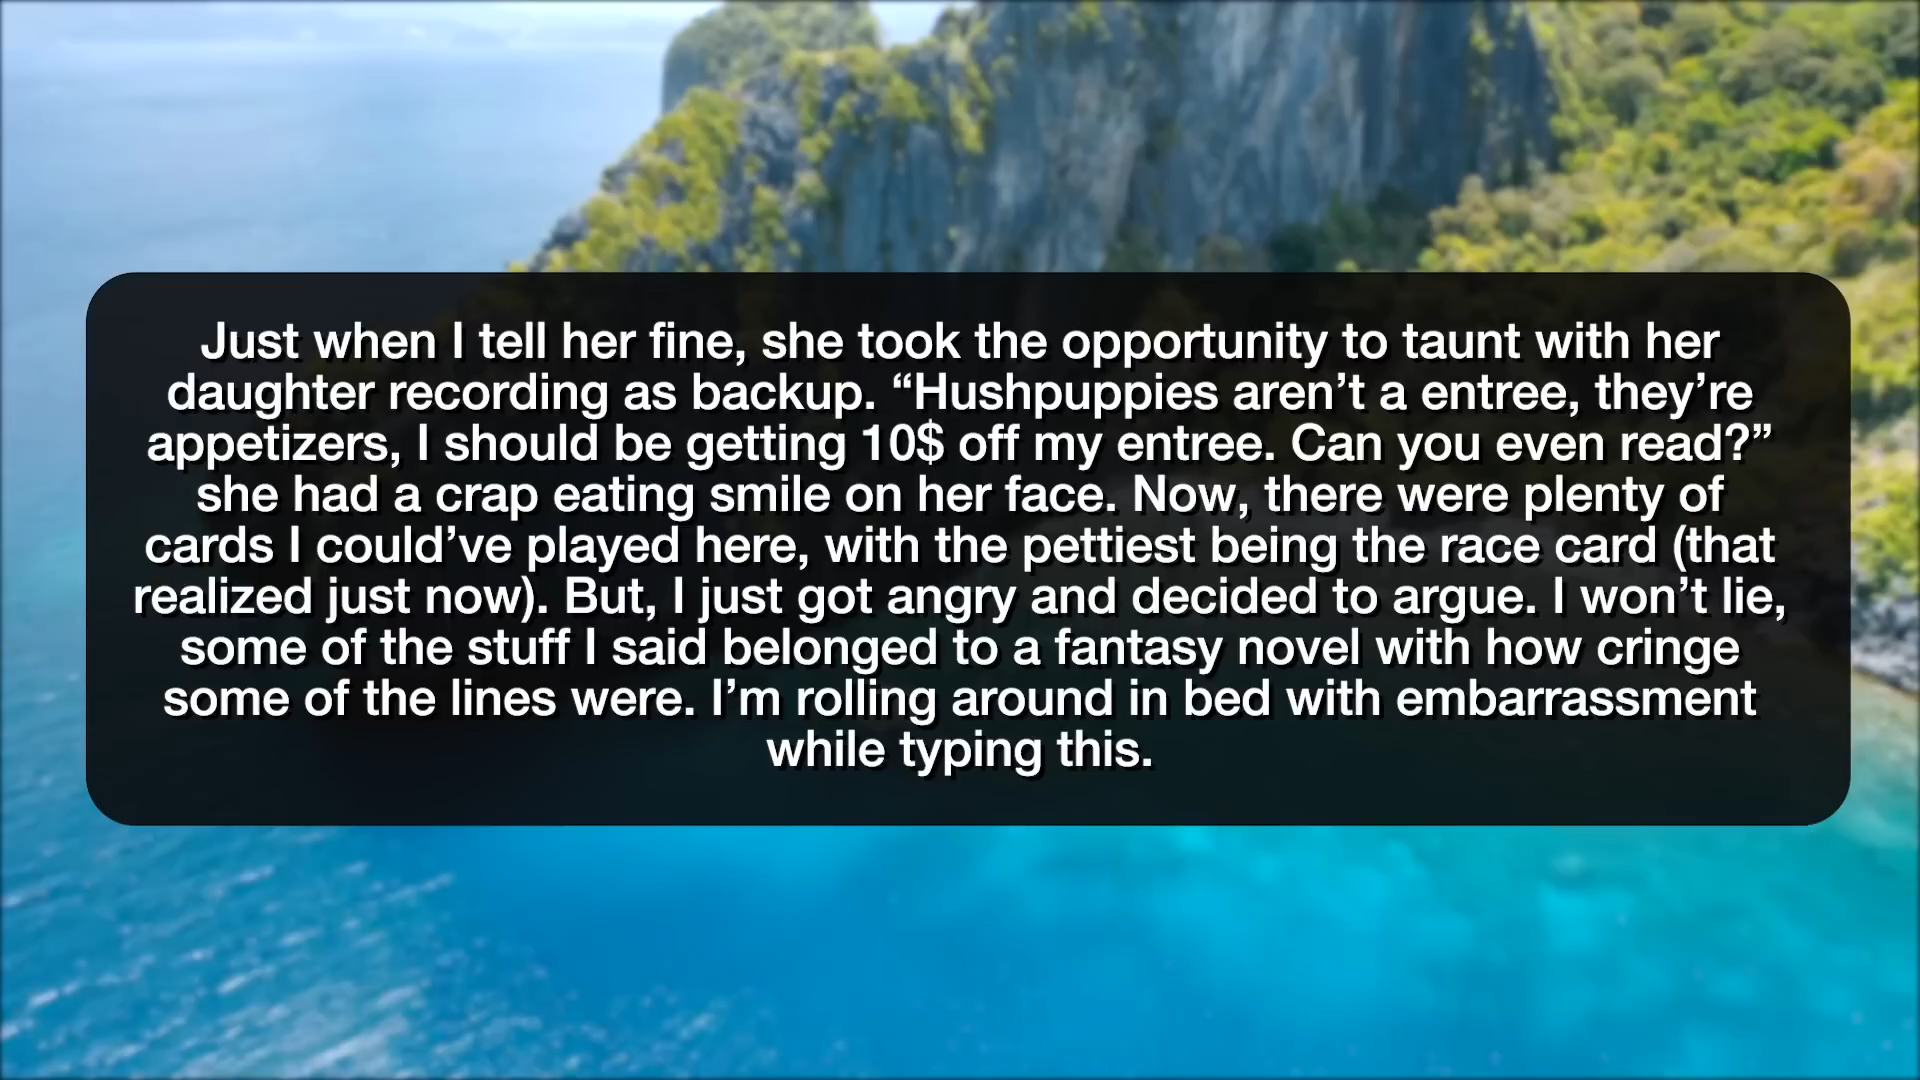 Just when I tell her fine, she took the opportunity to taunt with her
daughter recording as backup. “Hushpuppies aren’t a entree, they’re
appetizers, I should be getting 10$ off my entree. Can you even read?”
she had a crap eating smile on her face. Now, there were plenty of
cards I could’ve played here, with the pettiest being the race card (that
realized just now). But, I just got angry and decided to argue. I won’t lie,
some of the stuff I said belonged to a fantasy novel with how cringe
some of the lines were. I’m rolling around in bed with embarrassment
while typing this.